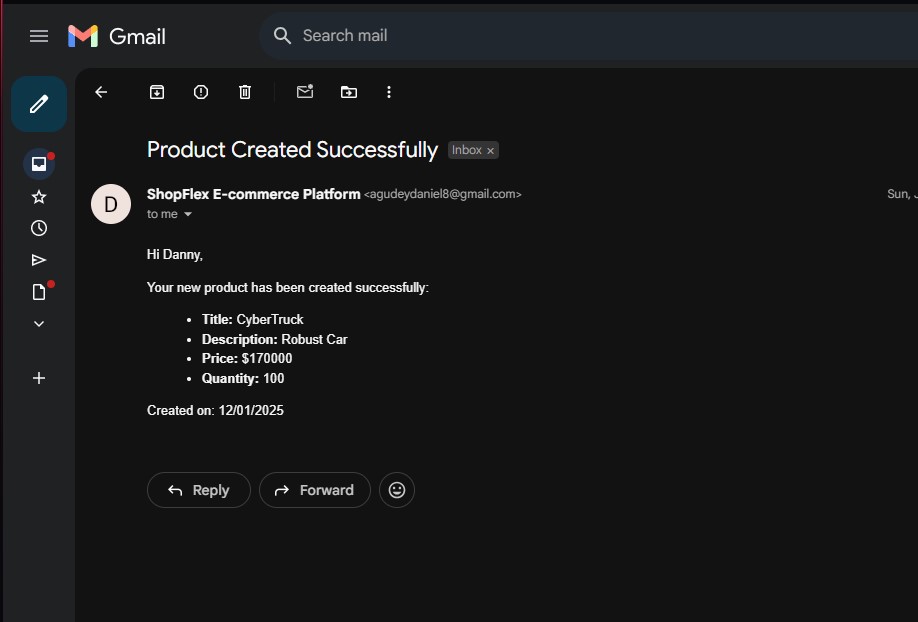 Gmail
Search mail
Product Created Successfully Inbox ×
D
ShopFlex E-commerce Platform <agudeydaniel8@gmail.com>
Sun,
to me
Hi Danny,
Your new product has been created successfully:
• Title: CyberTruck
• Description: Robust Car
• Price: $170000
• Quantity: 100
Created on: 12/01/2025
Reply Forward